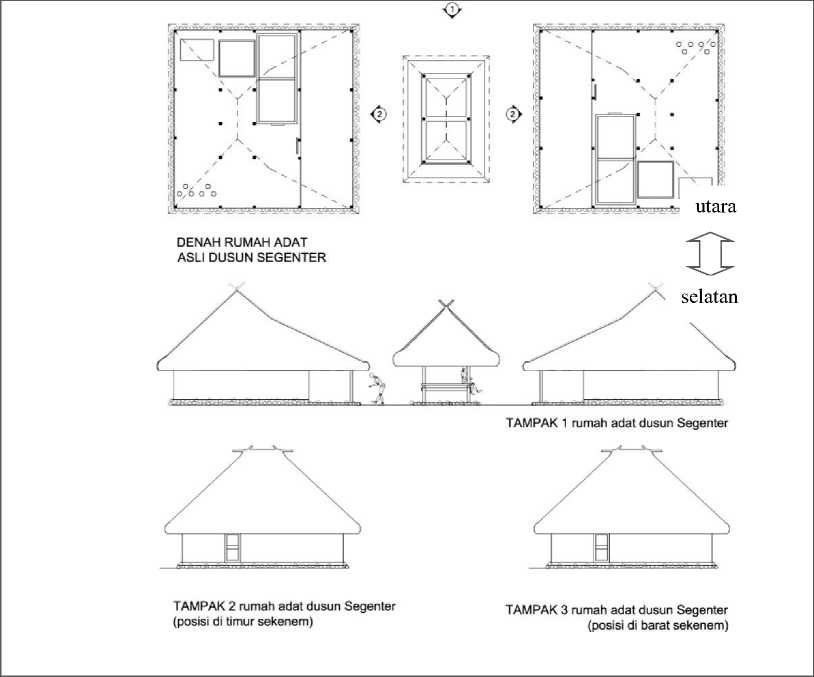 1
2
2
utara
DENAH RUMAH ADAT
ASLI DUSUN SEGENTER
selatan
TAMPAK 1 rumah adat dusun Segenter
TAMPAK 2 rumah adat dusun Segenter
(posisi di timur sekenem)
TAMPAK 3 rumah adat dusun Segenter
(posisi di barat sekenem)